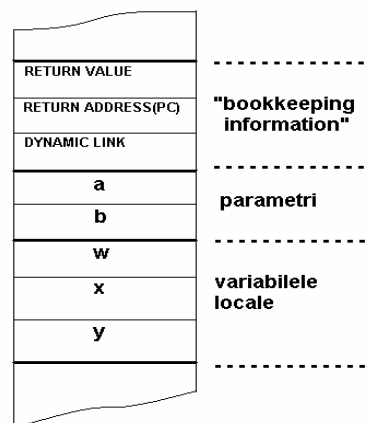 RETURN VALUE
RETURN ADDRESS(PC)
DYNAMIC LINK
"bookkeeping
information"
a
b
parametri
w
x
y
variabilele
locale